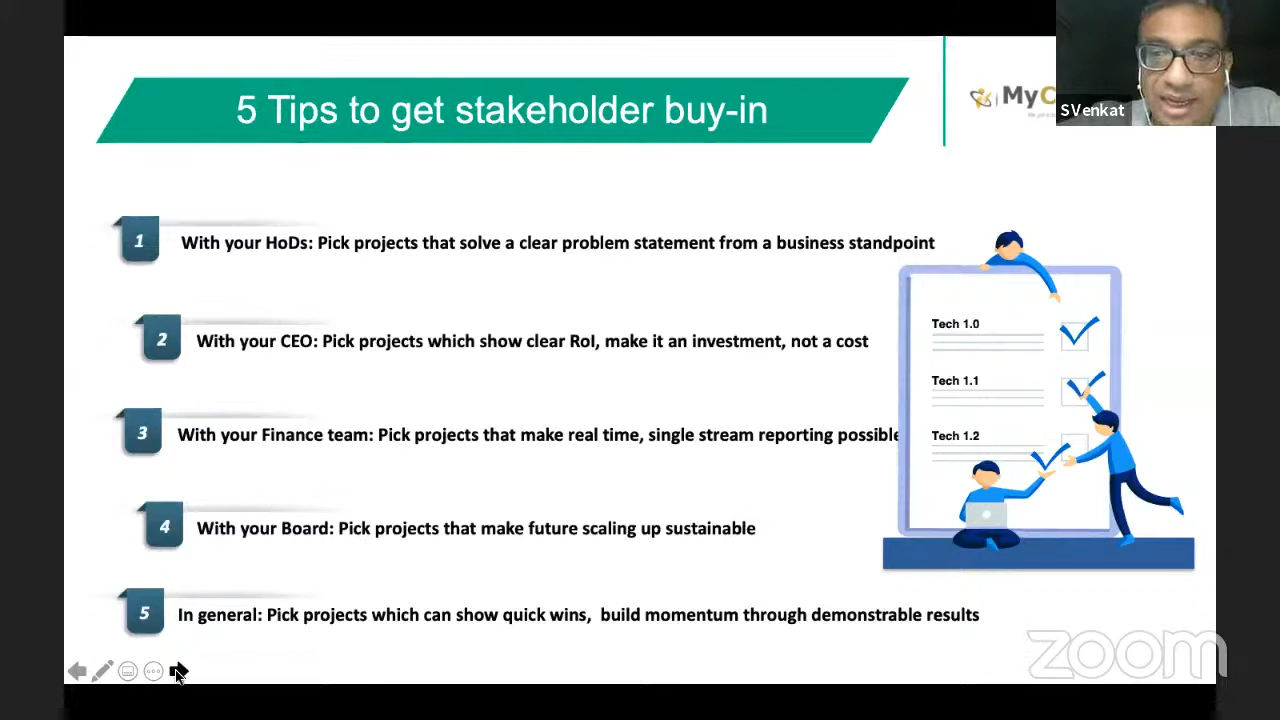 5 Tips to get stakeholder buy-in
MyC
SVenkat
1
With your HoDs: Pick projects that solve a clear problem statement from a business standpoint
2
With your CEO: Pick projects which show clear RoI, make it an investment, not a cost
3
With your Finance team: Pick projects that make real time, single stream reporting possible
4
With your Board: Pick projects that make future scaling up sustainable
5
In general: Pick projects which can show quick wins,  build momentum through demonstrable results
Tech 1.0
Tech 1.1
Tech 1.2
zoom